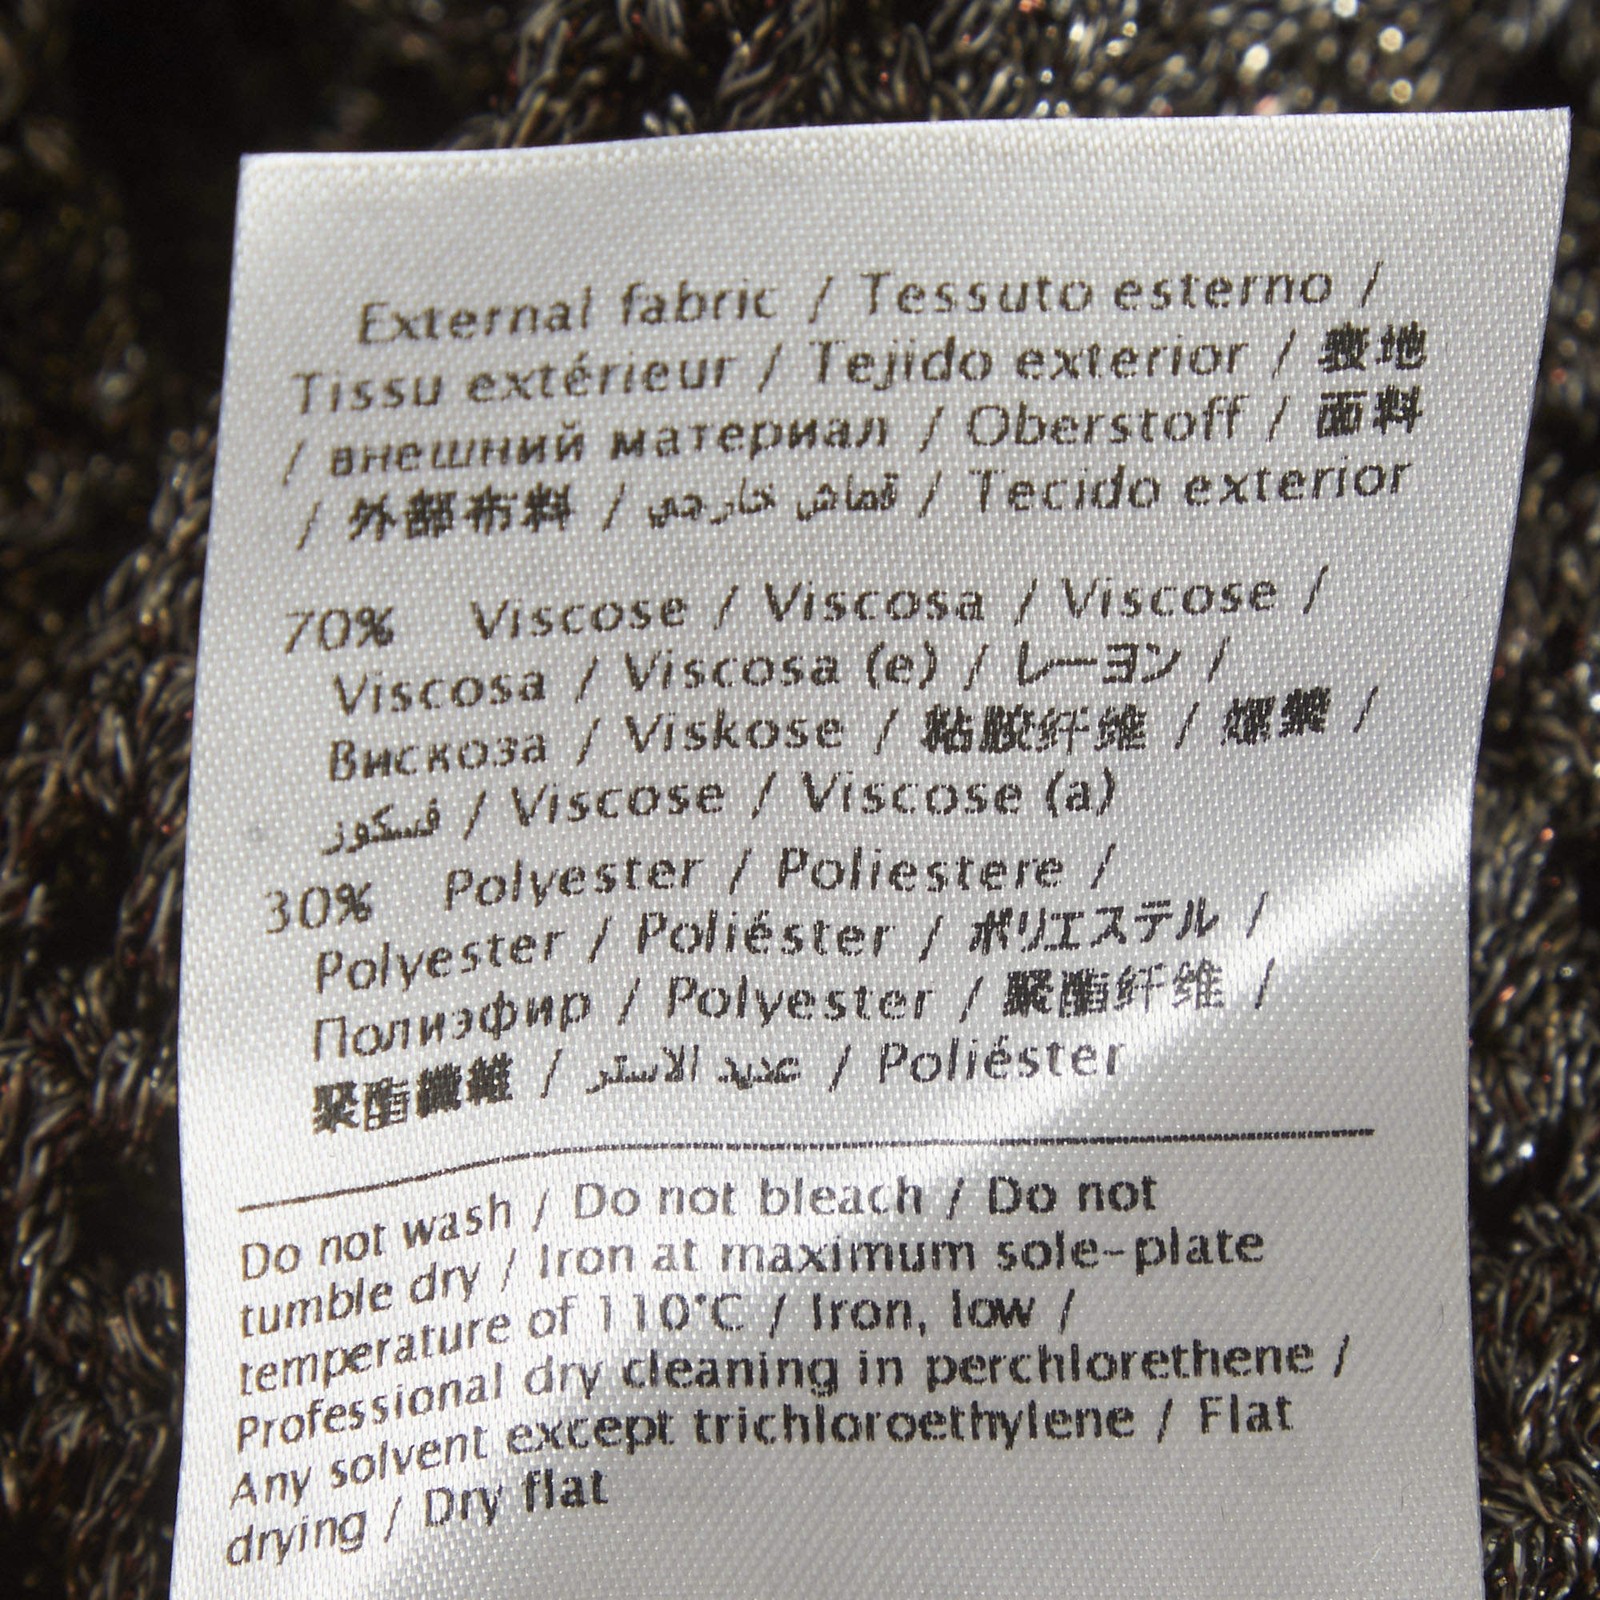 External fabric / Tessuto esterno /
Tissu extérieur / Tejido exterior / 表地
/ внешний материал / Oberstoff / 面料
/ 外部布料 / قماش خارجي / Tecido exterior
70% Viscose / Viscosa / Viscose /
Viscosa / Viscosa (e) / レーヨン /
Вискоза / Viskose / 粘胶纤维 / 嫘縈 /
فسكوز / Viscose / Viscose (a)
30% Polyester / Poliestere /
Polyester / Poliéster / ポリエステル /
Полиэфир / Polyester / 聚酯纤维 /
聚酯纖維 / عديد الاستر / Poliéster
Do not wash / Do not bleach / Do not
tumble dry / Iron at maximum sole-plate
temperature of 110°C / Iron, low /
Professional dry cleaning in perchlorethene /
Any solvent except trichloroethylene / Flat
drying / Dry flat